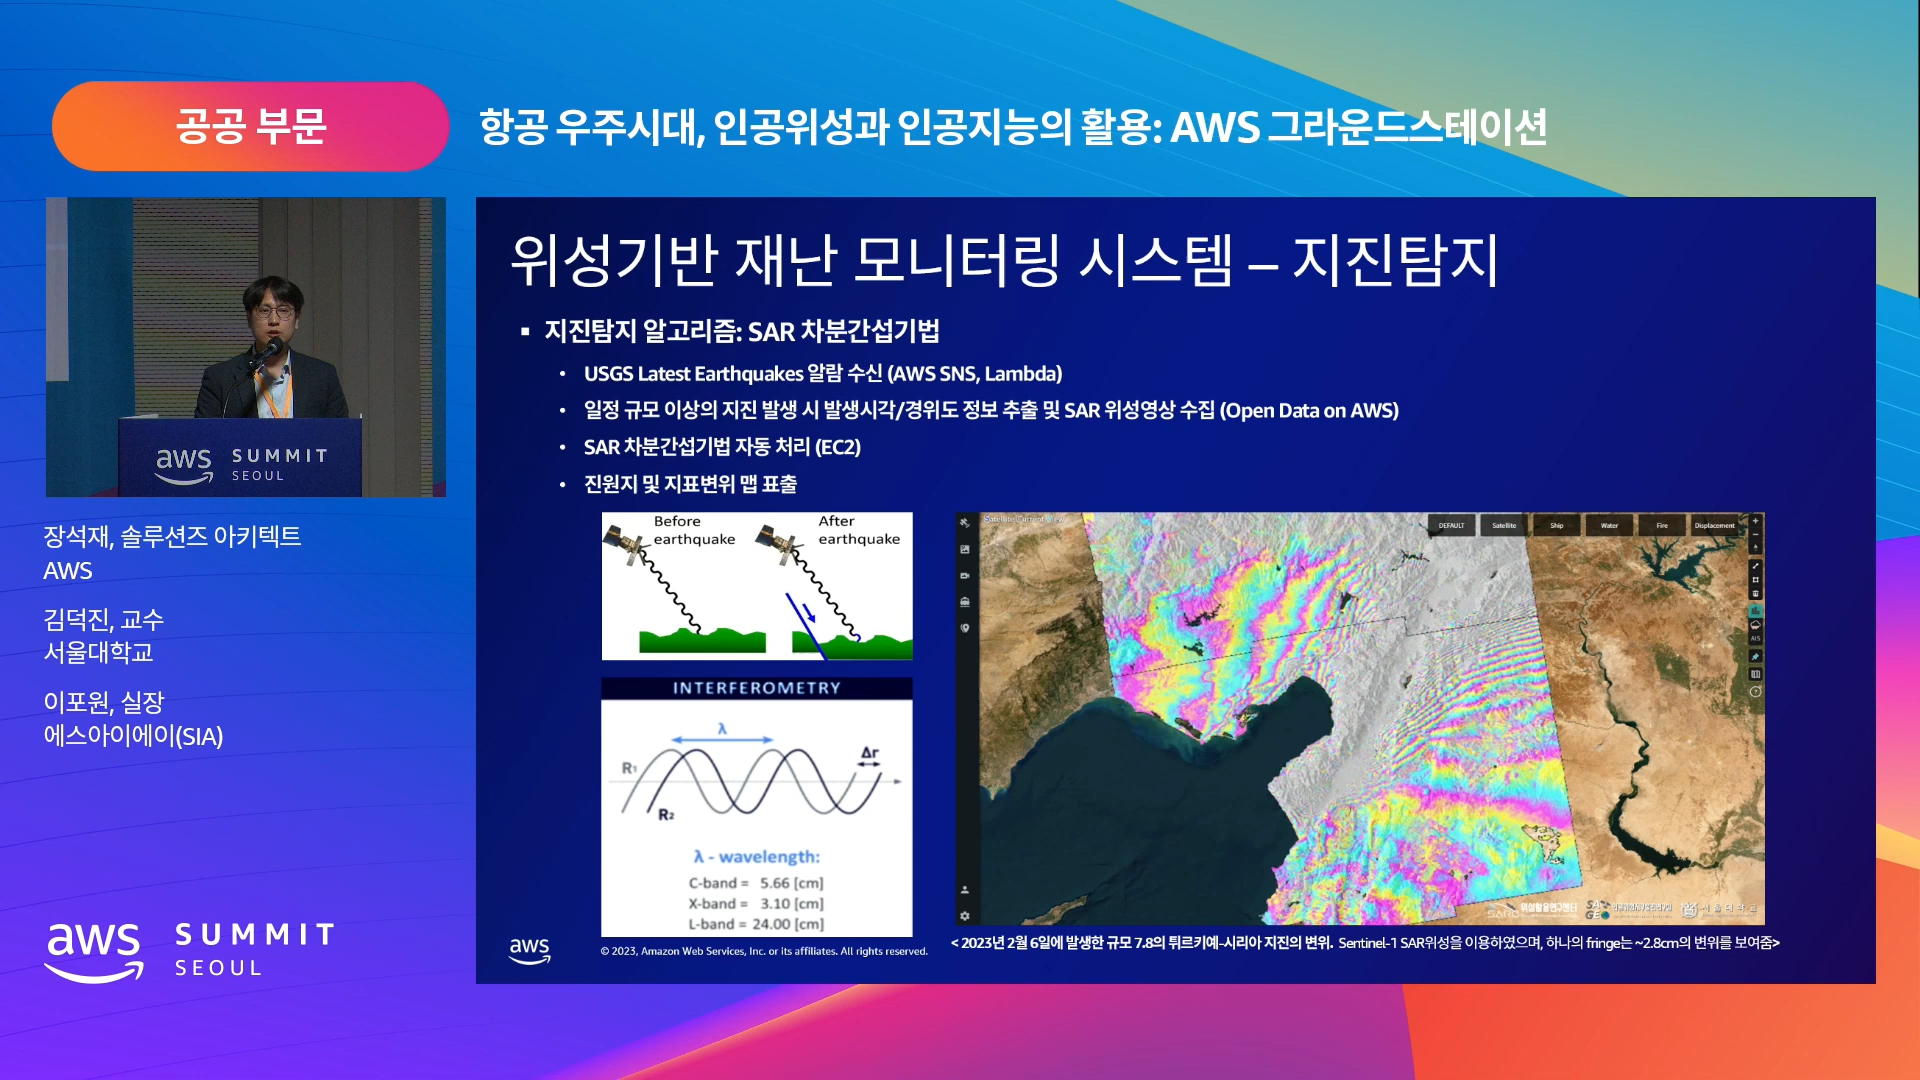 공공 부문
항공 우주시대, 인공위성과 인공지능의 활용: AWS 그라운드스테이션
aws SUMMIT
SEOUL
장석재, 솔루션즈 아키텍트
AWS
김덕진, 교수
서울대학교
이포원, 실장
에스아이에이(SIA)
aws SUMMIT
SEOUL
위성기반 재난 모니터링 시스템 – 지진탐지
▪ 지진탐지 알고리즘: SAR 차분간섭기법
• USGS Latest Earthquakes 알람 수신 (AWS SNS, Lambda)
• 일정 규모 이상의 지진 발생 시 발생시각/경위도 정보 추출 및 SAR 위성영상 수집 (Open Data on AWS)
• SAR 차분간섭기법 자동 처리 (EC2)
• 진원지 및 지표변위 맵 표출
Before earthquake
After earthquake
INTERFEROMETRY
λ
Δr
R1
R2
λ - wavelength:
C-band = 5.66 [cm]
X-band = 3.10 [cm]
L-band = 24.00 [cm]
DEFAULT Satellite Ship Water Fire Displacement
AIS
위성활용연구센터
서울대학교
< 2023년 2월 6일에 발생한 규모 7.8의 튀르키예-시리아 지진의 변위. Sentinel-1 SAR위성을 이용하였으며, 하나의 fringe는 ~2.8cm의 변위를 보여줌>
aws
© 2023, Amazon Web Services, Inc. or its affiliates. All rights reserved.